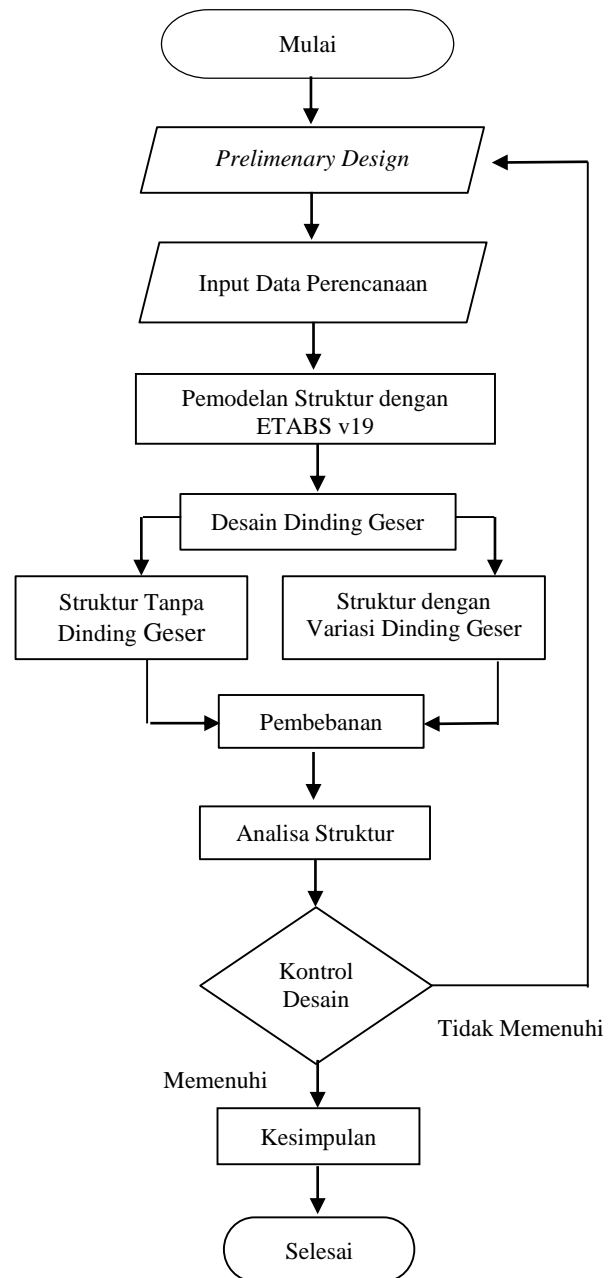 Mulai
Prelimenary Design
Input Data Perencanaan
Pemodelan Struktur dengan
ETABS v19
Desain Dinding Geser
Struktur Tanpa
Dinding Geser
Struktur dengan
Variasi Dinding Geser
Pembebanan
Analisa Struktur
Kontrol
Desain
Tidak Memenuhi
Memenuhi
Kesimpulan
Selesai